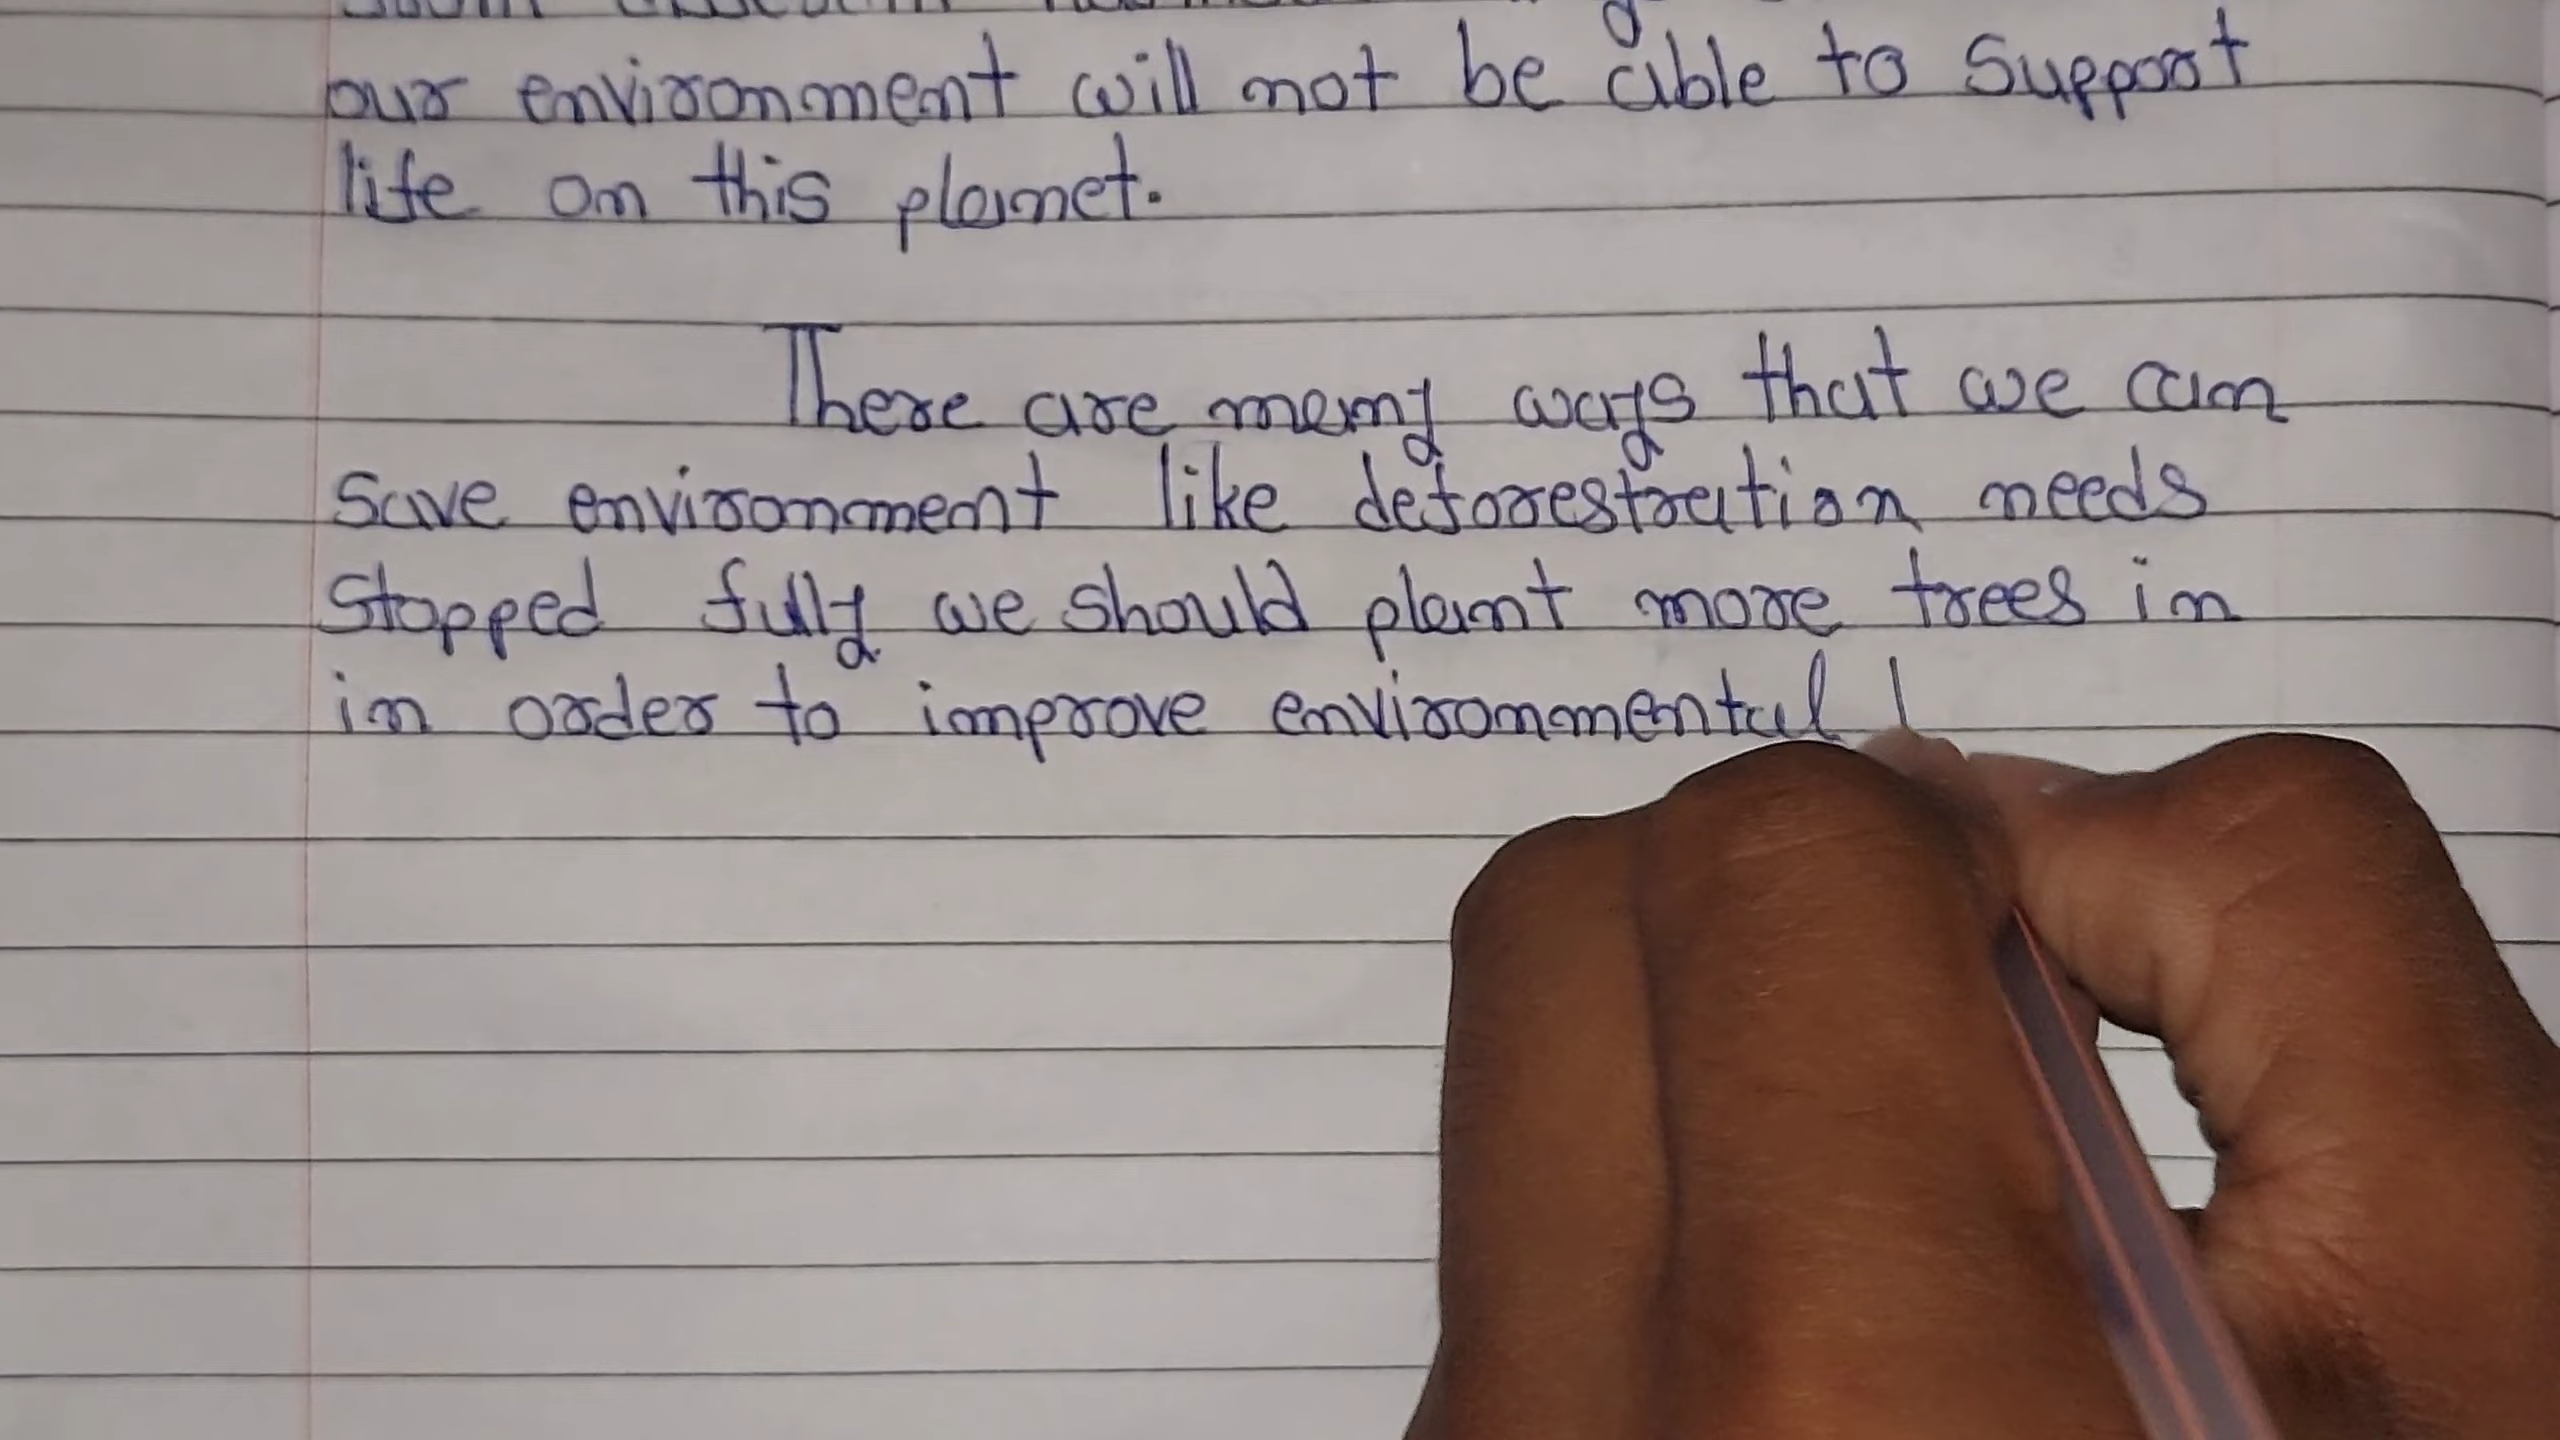 our environment will not be able to support
life on this planet.
There are many ways that we can
save environment like deforestration needs
stopped fully we should plant more trees in
in order to improve environmental